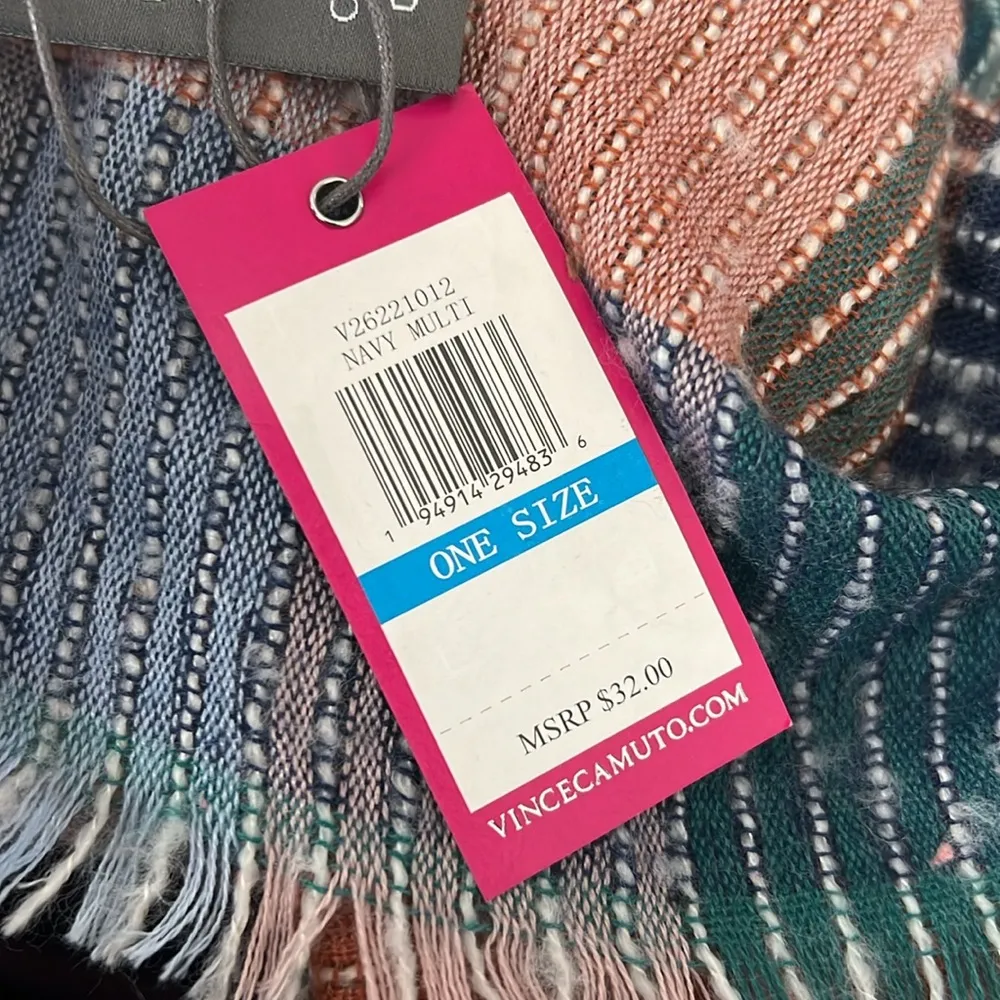 V26221012
NAVY MULTI
1 94914 29483 6
ONE SIZE
MSRP $32.00
VINCECAMUTO.COM